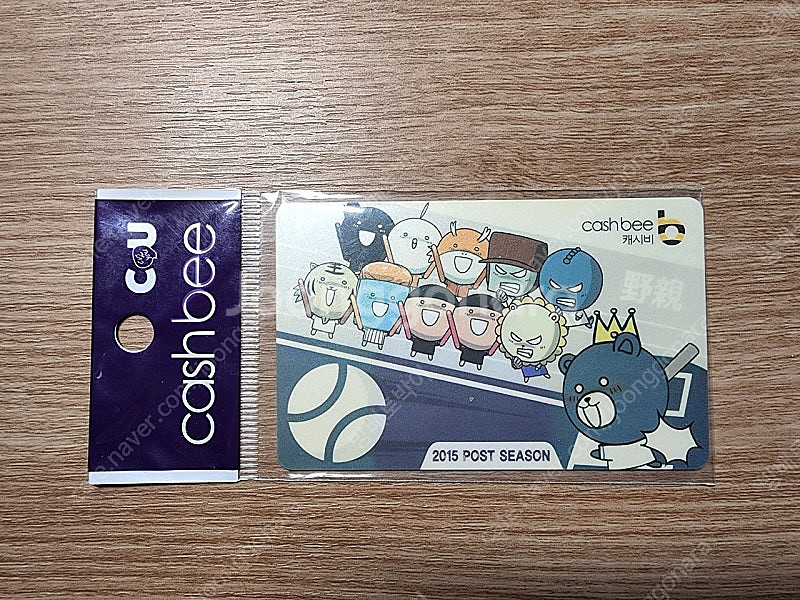 CU
cashbee
cashbee
캐시비
野親
2015 POST SEASON